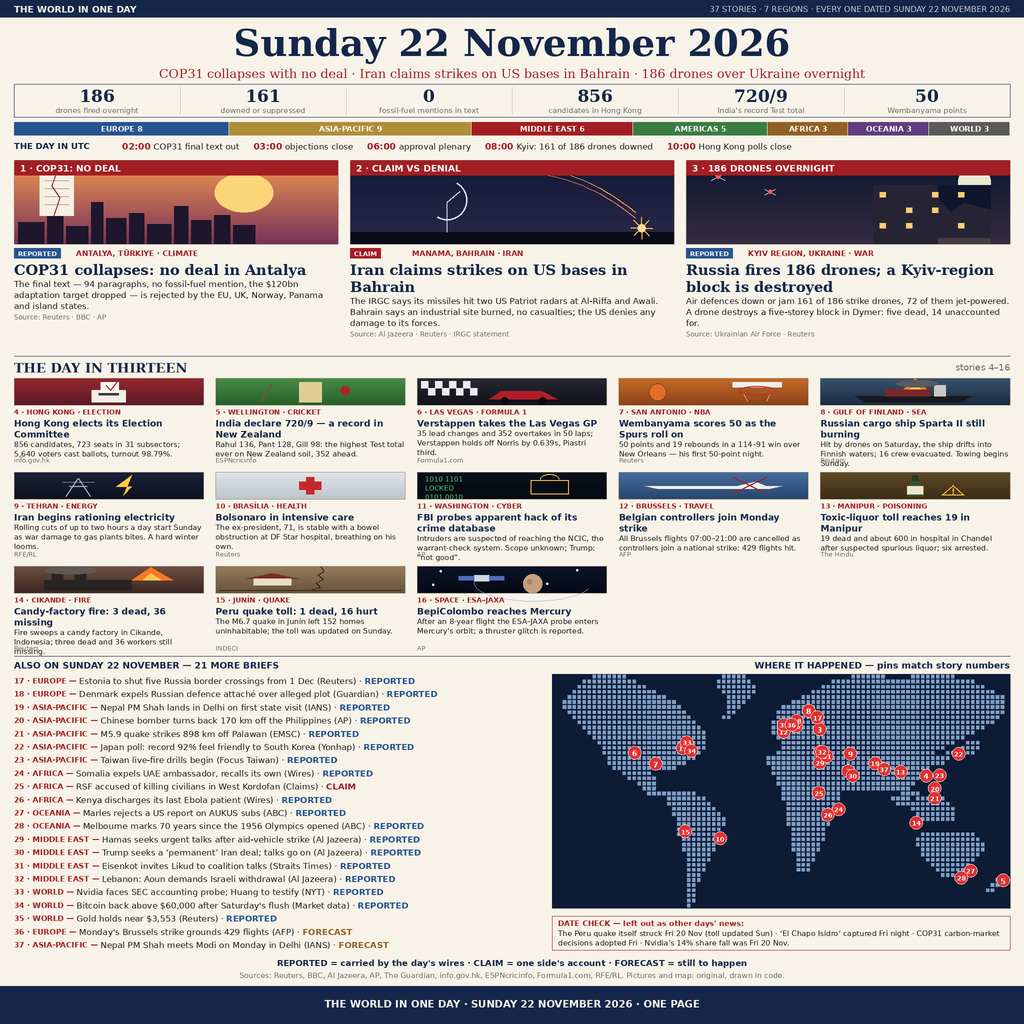 THE WORLD IN ONE DAY
37 STORIES · 7 REGIONS · EVERY ONE DATED SUNDAY 22 NOVEMBER 2026
Sunday 22 November 2026
COP31 collapses with no deal · Iran claims strikes on US bases in Bahrain · 186 drones over Ukraine overnight
186
drones fired overnight
161
downed or suppressed
0
fossil-fuel mentions in text
856
candidates in Hong Kong
720/9
India's record Test total
50
Wembanyama points
EUROPE 8
ASIA-PACIFIC 9
MIDDLE EAST 6
AMERICAS 5
AFRICA 3
OCEANIA 3
WORLD 3
THE DAY IN UTC
02:00 COP31 final text out
03:00 objections close
06:00 approval plenary
08:00 Kyiv: 161 of 186 drones downed
10:00 Hong Kong polls close
1 · COP31: NO DEAL
REPORTED
ANTALYA, TÜRKIYE · CLIMATE
COP31 collapses: no deal in Antalya
The final text — 94 paragraphs, no fossil-fuel mention, the $120bn
adaptation target dropped — is rejected by the EU, UK, Norway, Panama
and island states.
Source: Reuters · BBC · AP
2 · CLAIM VS DENIAL
CLAIM
MANAMA, BAHRAIN · IRAN
Iran claims strikes on US bases in
Bahrain
The IRGC says its missiles hit two US Patriot radars at Al-Riffa and Awali.
Bahrain says an industrial site burned, no casualties; the US denies any
damage to its forces.
Source: Al Jazeera · Reuters · IRGC statement
3 · 186 DRONES OVERNIGHT
REPORTED
KYIV REGION, UKRAINE · WAR
Russia fires 186 drones; a Kyiv-region
block is destroyed
Air defences down or jam 161 of 186 strike drones, 72 of them jet-powered.
A drone destroys a five-storey block in Dymer: five dead, 14 unaccounted
for.
Source: Ukrainian Air Force · Reuters
THE DAY IN THIRTEEN
stories 4–16
4 · HONG KONG · ELECTION
Hong Kong elects its Election
Committee
856 candidates, 723 seats in 31 subsectors;
5,640 voters cast ballots, turnout 98.79%.
info.gov.hk
5 · WELLINGTON · CRICKET
India declare 720/9 — a record in
New Zealand
Rahul 136, Pant 128, Gill 98: the highest Test total
ever on New Zealand soil, 352 ahead.
ESPNcricinfo
6 · LAS VEGAS · FORMULA 1
Verstappen takes the Las Vegas GP
35 lead changes and 352 overtakes in 50 laps;
Verstappen holds off Norris by 0.639s, Piastri
third.
Formula1.com
7 · SAN ANTONIO · NBA
Wembanyama scores 50 as the
Spurs roll on
50 points and 19 rebounds in a 114–91 win over
New Orleans — his first 50-point night.
Reuters
8 · GULF OF FINLAND · SEA
Russian cargo ship Sparta II still
burning
Hit by drones on Saturday, the ship drifts into
Finnish waters; 16 crew evacuated. Towing begins
Sunday.
Reuters
9 · TEHRAN · ENERGY
Iran begins rationing electricity
Rolling cuts of up to two hours a day start Sunday
as war damage to gas plants bites. A hard winter
looms.
RFE/RL
10 · BRASÍLIA · HEALTH
Bolsonaro in intensive care
The ex-president, 71, is stable with a bowel
obstruction at DF Star hospital, breathing on his
own.
Reuters
1010 1101
LOCKED
0101 0010
11 · WASHINGTON · CYBER
FBI probes apparent hack of its
crime database
Intruders are suspected of reaching the NCIC, the
warrant-check system. Scope unknown; Trump:
“not good”.
AP
12 · BRUSSELS · TRAVEL
Belgian controllers join Monday
strike
All Brussels flights 07:00–21:00 are cancelled as
controllers join a national strike: 429 flights hit.
AFP
13 · MANIPUR · POISONING
Toxic-liquor toll reaches 19 in
Manipur
19 dead and about 600 in hospital in Chandel
after suspected spurious liquor; six arrested.
The Hindu
14 · CIKANDE · FIRE
Candy-factory fire: 3 dead, 36
missing
Fire sweeps a candy factory in Cikande,
Indonesia; three dead and 36 workers still
missing.
Reuters
15 · JUNÍN · QUAKE
Peru quake toll: 1 dead, 16 hurt
The M6.7 quake in Junín left 152 homes
uninhabitable; the toll was updated on Sunday.
INDECI
16 · SPACE · ESA–JAXA
BepiColombo reaches Mercury
After an 8-year flight the ESA–JAXA probe enters
Mercury's orbit; a thruster glitch is reported.
AP
ALSO ON SUNDAY 22 NOVEMBER — 21 MORE BRIEFS
17 · EUROPE — Estonia to shut five Russia border crossings from 1 Dec (Reuters) · REPORTED
18 · EUROPE — Denmark expels Russian defence attaché over alleged plot (Guardian) · REPORTED
19 · ASIA-PACIFIC — Nepal PM Shah lands in Delhi on first state visit (IANS) · REPORTED
20 · ASIA-PACIFIC — Chinese bomber turns back 170 km off the Philippines (AP) · REPORTED
21 · ASIA-PACIFIC — M5.9 quake strikes 898 km off Palawan (EMSC) · REPORTED
22 · ASIA-PACIFIC — Japan poll: record 92% feel friendly to South Korea (Yonhap) · REPORTED
23 · ASIA-PACIFIC — Taiwan live-fire drills begin (Focus Taiwan) · REPORTED
24 · AFRICA — Somalia expels UAE ambassador, recalls its own (Wires) · REPORTED
25 · AFRICA — RSF accused of killing civilians in West Kordofan (Claims) · CLAIM
26 · AFRICA — Kenya discharges its last Ebola patient (Wires) · REPORTED
27 · OCEANIA — Marles rejects a US report on AUKUS subs (ABC) · REPORTED
28 · OCEANIA — Melbourne marks 70 years since the 1956 Olympics opened (ABC) · REPORTED
29 · MIDDLE EAST — Hamas seeks urgent talks after aid-vehicle strike (Al Jazeera) · REPORTED
30 · MIDDLE EAST — Trump seeks a ‘permanent’ Iran deal; talks go on (Al Jazeera) · REPORTED
31 · MIDDLE EAST — Eisenkot invites Likud to coalition talks (Straits Times) · REPORTED
32 · MIDDLE EAST — Lebanon: Aoun demands Israeli withdrawal (Al Jazeera) · REPORTED
33 · WORLD — Nvidia faces SEC accounting probe; Huang to testify (NYT) · REPORTED
34 · WORLD — Bitcoin back above $60,000 after Saturday's flush (Market data) · REPORTED
35 · WORLD — Gold holds near $3,553 (Reuters) · REPORTED
36 · EUROPE — Monday's Brussels strike grounds 429 flights (AFP) · FORECAST
37 · ASIA-PACIFIC — Nepal PM Shah meets Modi on Monday in Delhi (IANS) · FORECAST
WHERE IT HAPPENED — pins match story numbers
8
17
36
3
6
7
33
34
32
9
30
19
37
13
4
23
22
20
21
25
24
26
14
15
10
27
28
5
DATE CHECK — left out as other days' news:
The Peru quake itself struck Fri 20 Nov (toll updated Sun) · ‘El Chapo Isidro’ captured Fri night · COP31 carbon-market
decisions adopted Fri · Nvidia's 14% share fall was Fri 20 Nov.
REPORTED = carried by the day's wires · CLAIM = one side's account · FORECAST = still to happen
Sources: Reuters, BBC, Al Jazeera, AP, The Guardian, info.gov.hk, ESPNcricinfo, Formula1.com, RFE/RL. Pictures and map: original, drawn in code.
THE WORLD IN ONE DAY · SUNDAY 22 NOVEMBER 2026 · ONE PAGE